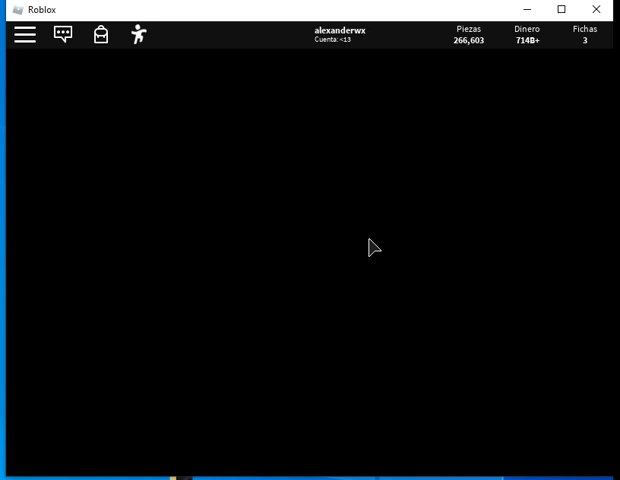 Roblox
alexanderwx
Cuenta: <13
Piezas
266,603
Dinero
714B+
Fichas
3